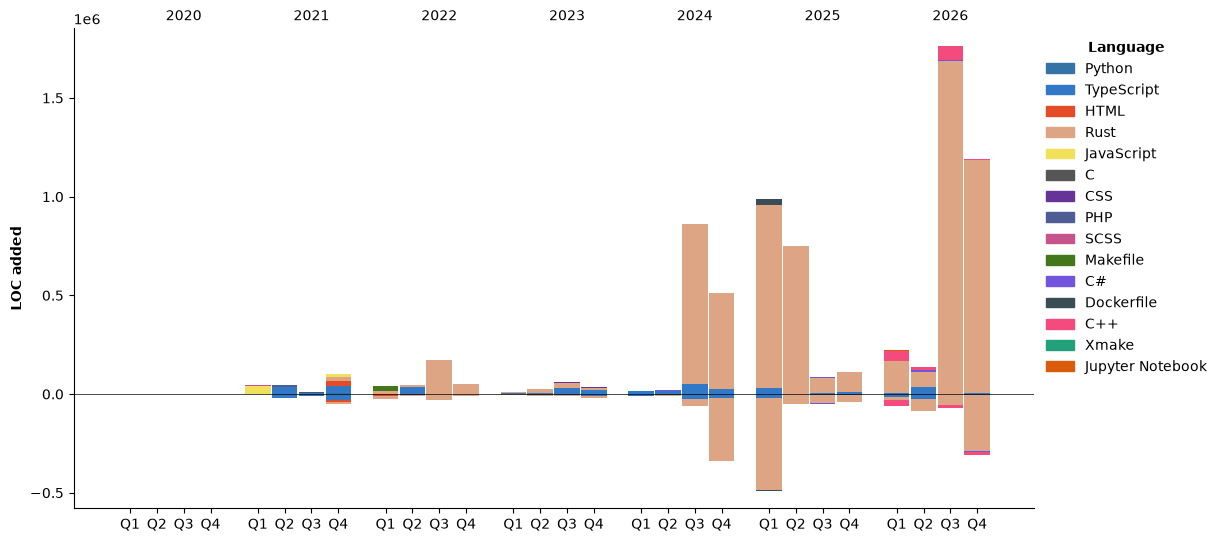 1e6
2020 2021 2022 2023 2024 2025 2026
LOC added
1.5
1.0
0.5
0.0
−0.5
Q1 Q2 Q3 Q4 Q1 Q2 Q3 Q4 Q1 Q2 Q3 Q4 Q1 Q2 Q3 Q4 Q1 Q2 Q3 Q4 Q1 Q2 Q3 Q4 Q1 Q2 Q3 Q4
Language
Python
TypeScript
HTML
Rust
JavaScript
C
CSS
PHP
SCSS
Makefile
C#
Dockerfile
C++
Xmake
Jupyter Notebook